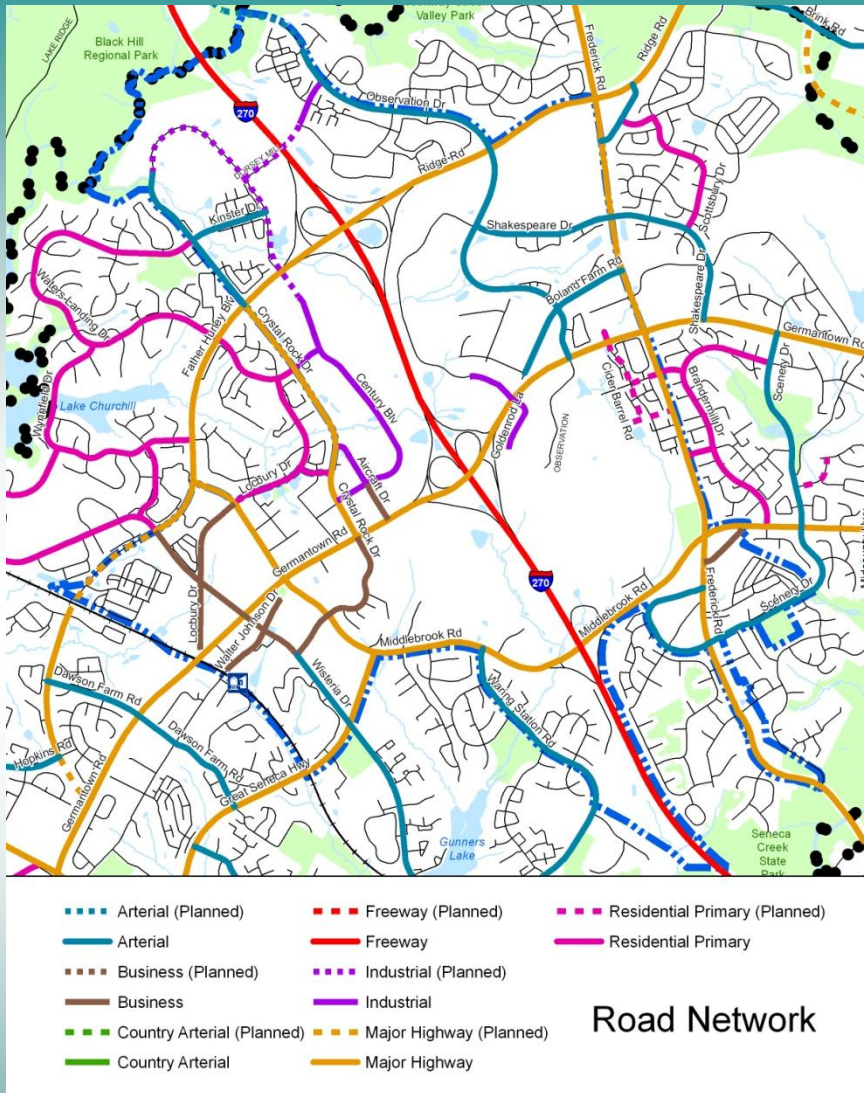 Valley Park
LAKE RIDGE
Black Hill
Regional Park
Brink Rd
Frederick Rd
Ridge Rd
270
Observation Dr
DORSEY MILL
Ridge Rd
Scottsbury Dr
Kinster Dr
Shakespeare Dr
Shakespeare Dr
Boland Farm Rd
Waters Landing Dr
Father Hurley Blv
Crystal Rock Dr
Germantown Rd
Scenery Dr
Century Blv
Cider Barrel Rd
Brandermill Dr
Wynnfield Dr
Lake Churchill
Goldenrod La
OBSERVATION
Locbury Dr
Aircraft Dr
Crystal Rock Dr
Germantown Rd
270
Frederick Rd
Scenery Dr
Middlebrook Rd
Locbury Dr
Walter Johnson Dr
Middlebrook Rd
Wisteria Dr
Waring Station Rd
Dawson Farm Rd
Dawson Farm Rd
Hopkins Rd
Germantown Rd
Great Seneca Hwy
Gunners
Lake
Seneca
Creek
State
Park
Arterial (Planned)
Freeway (Planned)
Residential Primary (Planned)
Arterial
Freeway
Residential Primary
Business (Planned)
Industrial (Planned)
Business
Industrial
Country Arterial (Planned)
Major Highway (Planned)
Country Arterial
Major Highway
Road Network